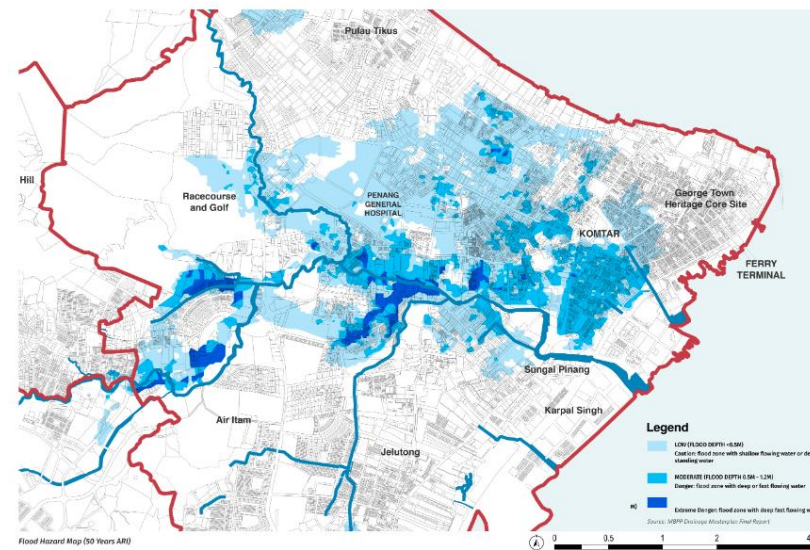 Pulau Tikus
Hill
Racecourse
and Golf
PENANG
GENERAL
HOSPITAL
KOMTAR
George Town
Heritage Core Site
FERRY
TERMINAL
Sungai Pinang
Karpal Singh
Air Itam
Jelutong
Legend
LOW (FLOOD DEPTH <0.5M)
Caution: flood zone with shallow flowing water or de
standing water
MODERATE (FLOOD DEPTH 0.5M - 1.2M)
Danger: flood zone with deep or fast flowing water
Extreme Danger: flood zone with deep fast flowing w
Source: MBPP Drainage Masterplan Final Report
Flood Hazard Map (50 Years ARI)
0 0.5 1 2